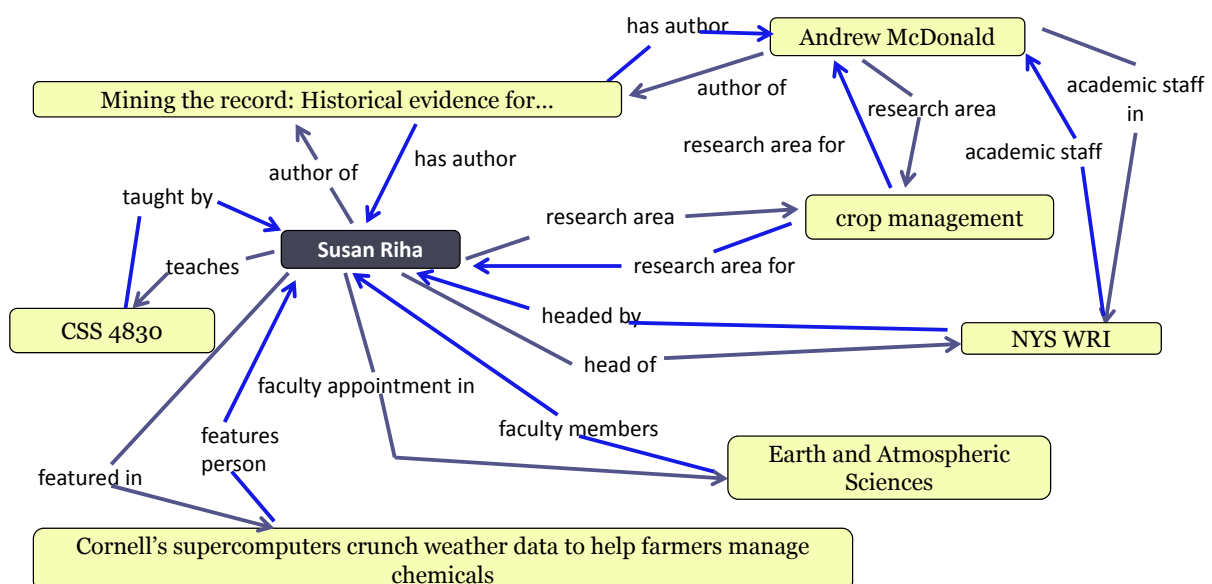 has author
Andrew McDonald
Mining the record: Historical evidence for…
author of
academic staff
in
research area
has author
research area for
academic staff
author of
taught by
research area
crop management
Susan Riha
teaches
research area for
CSS 4830
headed by
NYS WRI
head of
faculty appointment in
features
person
faculty members
Earth and Atmospheric
Sciences
featured in
Cornell's supercomputers crunch weather data to help farmers manage
chemicals